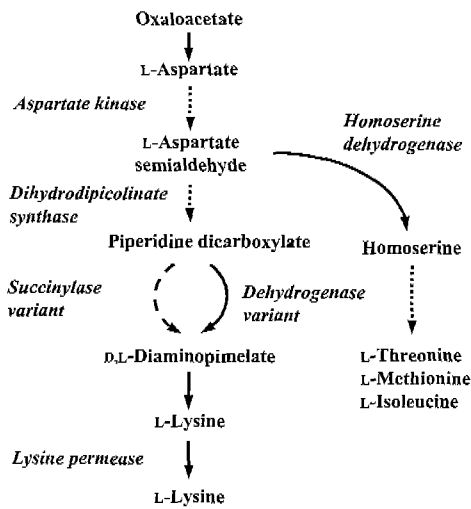 Oxaloacetate
L-Aspartate
Aspartate kinase
Homoserine
dehydrogenase
L-Aspartate
semialdehyde
Dihydrodipicolinate
synthase
Piperidine dicarboxylate
Homoserine
Succinylase
variant
Dehydrogenase
variant
D,L-Diaminopimelate
L-Threonine
L-Methionine
L-Isoleucine
L-Lysine
Lysine permease
L-Lysine